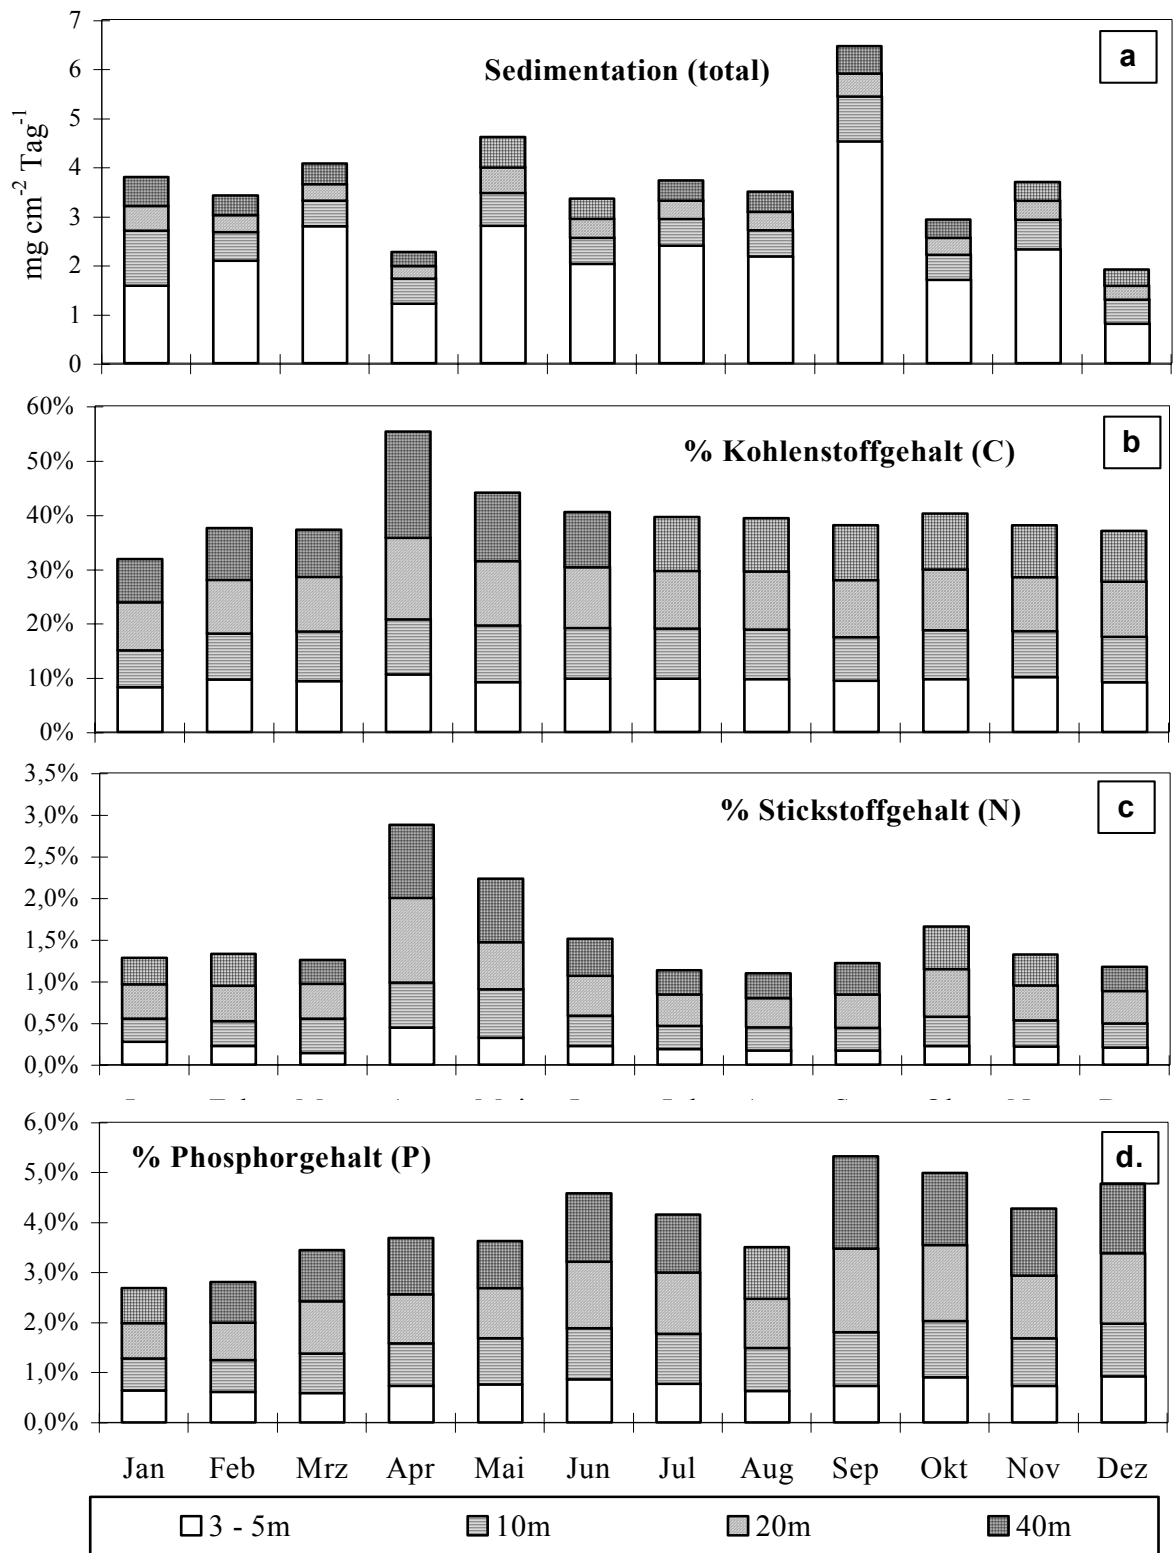 7
a
Sedimentation (total)
6
5
mg cm-2 Tag-1
4
3
2
1
0
60%
b
% Kohlenstoffgehalt (C)
50%
40%
30%
20%
10%
0%
3,5%
c
% Stickstoffgehalt (N)
3,0%
2,5%
2,0%
1,5%
1,0%
0,5%
0,0%
6,0%
d.
% Phosphorgehalt (P)
5,0%
4,0%
3,0%
2,0%
1,0%
0,0%
Jan Feb Mrz Apr Mai Jun Jul Aug Sep Okt Nov Dez
3 - 5m 10m 20m 40m